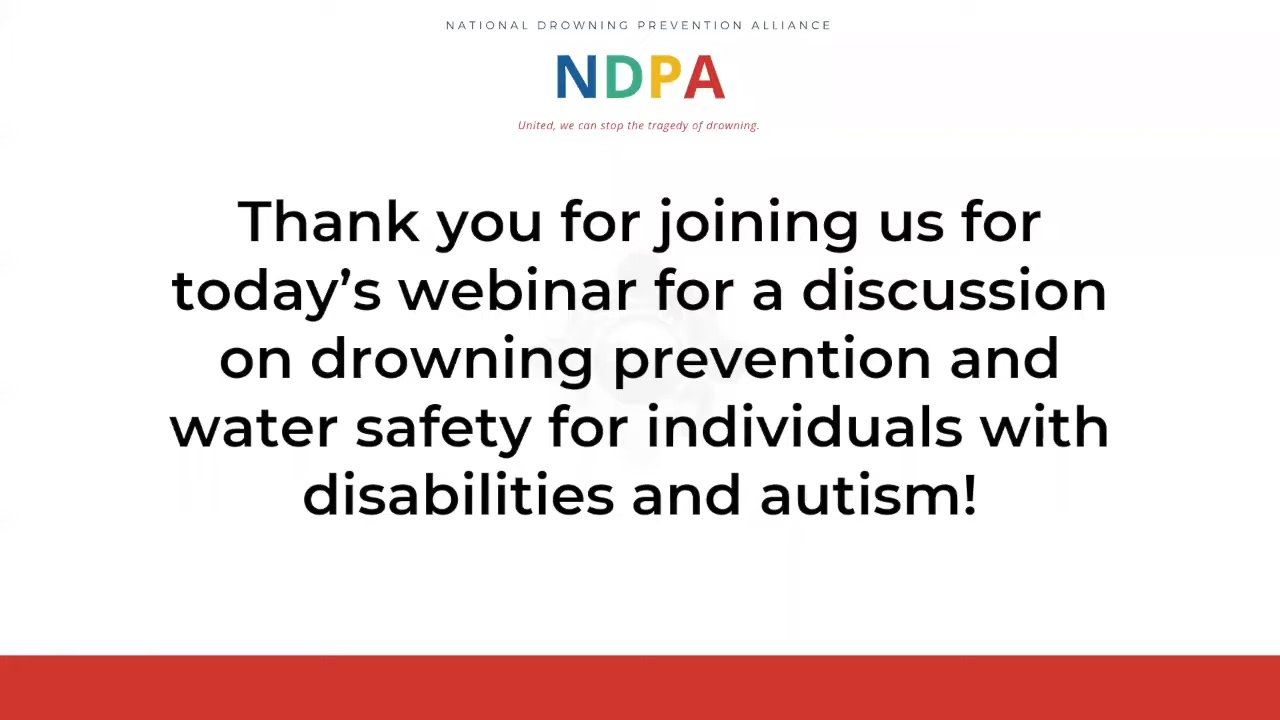 NATIONAL DROWNING PREVENTION ALLIANCE
NDPA
United, we can stop the tragedy of drowning.
Thank you for joining us for
today’s webinar for a discussion
on drowning prevention and
water safety for individuals with
disabilities and autism!